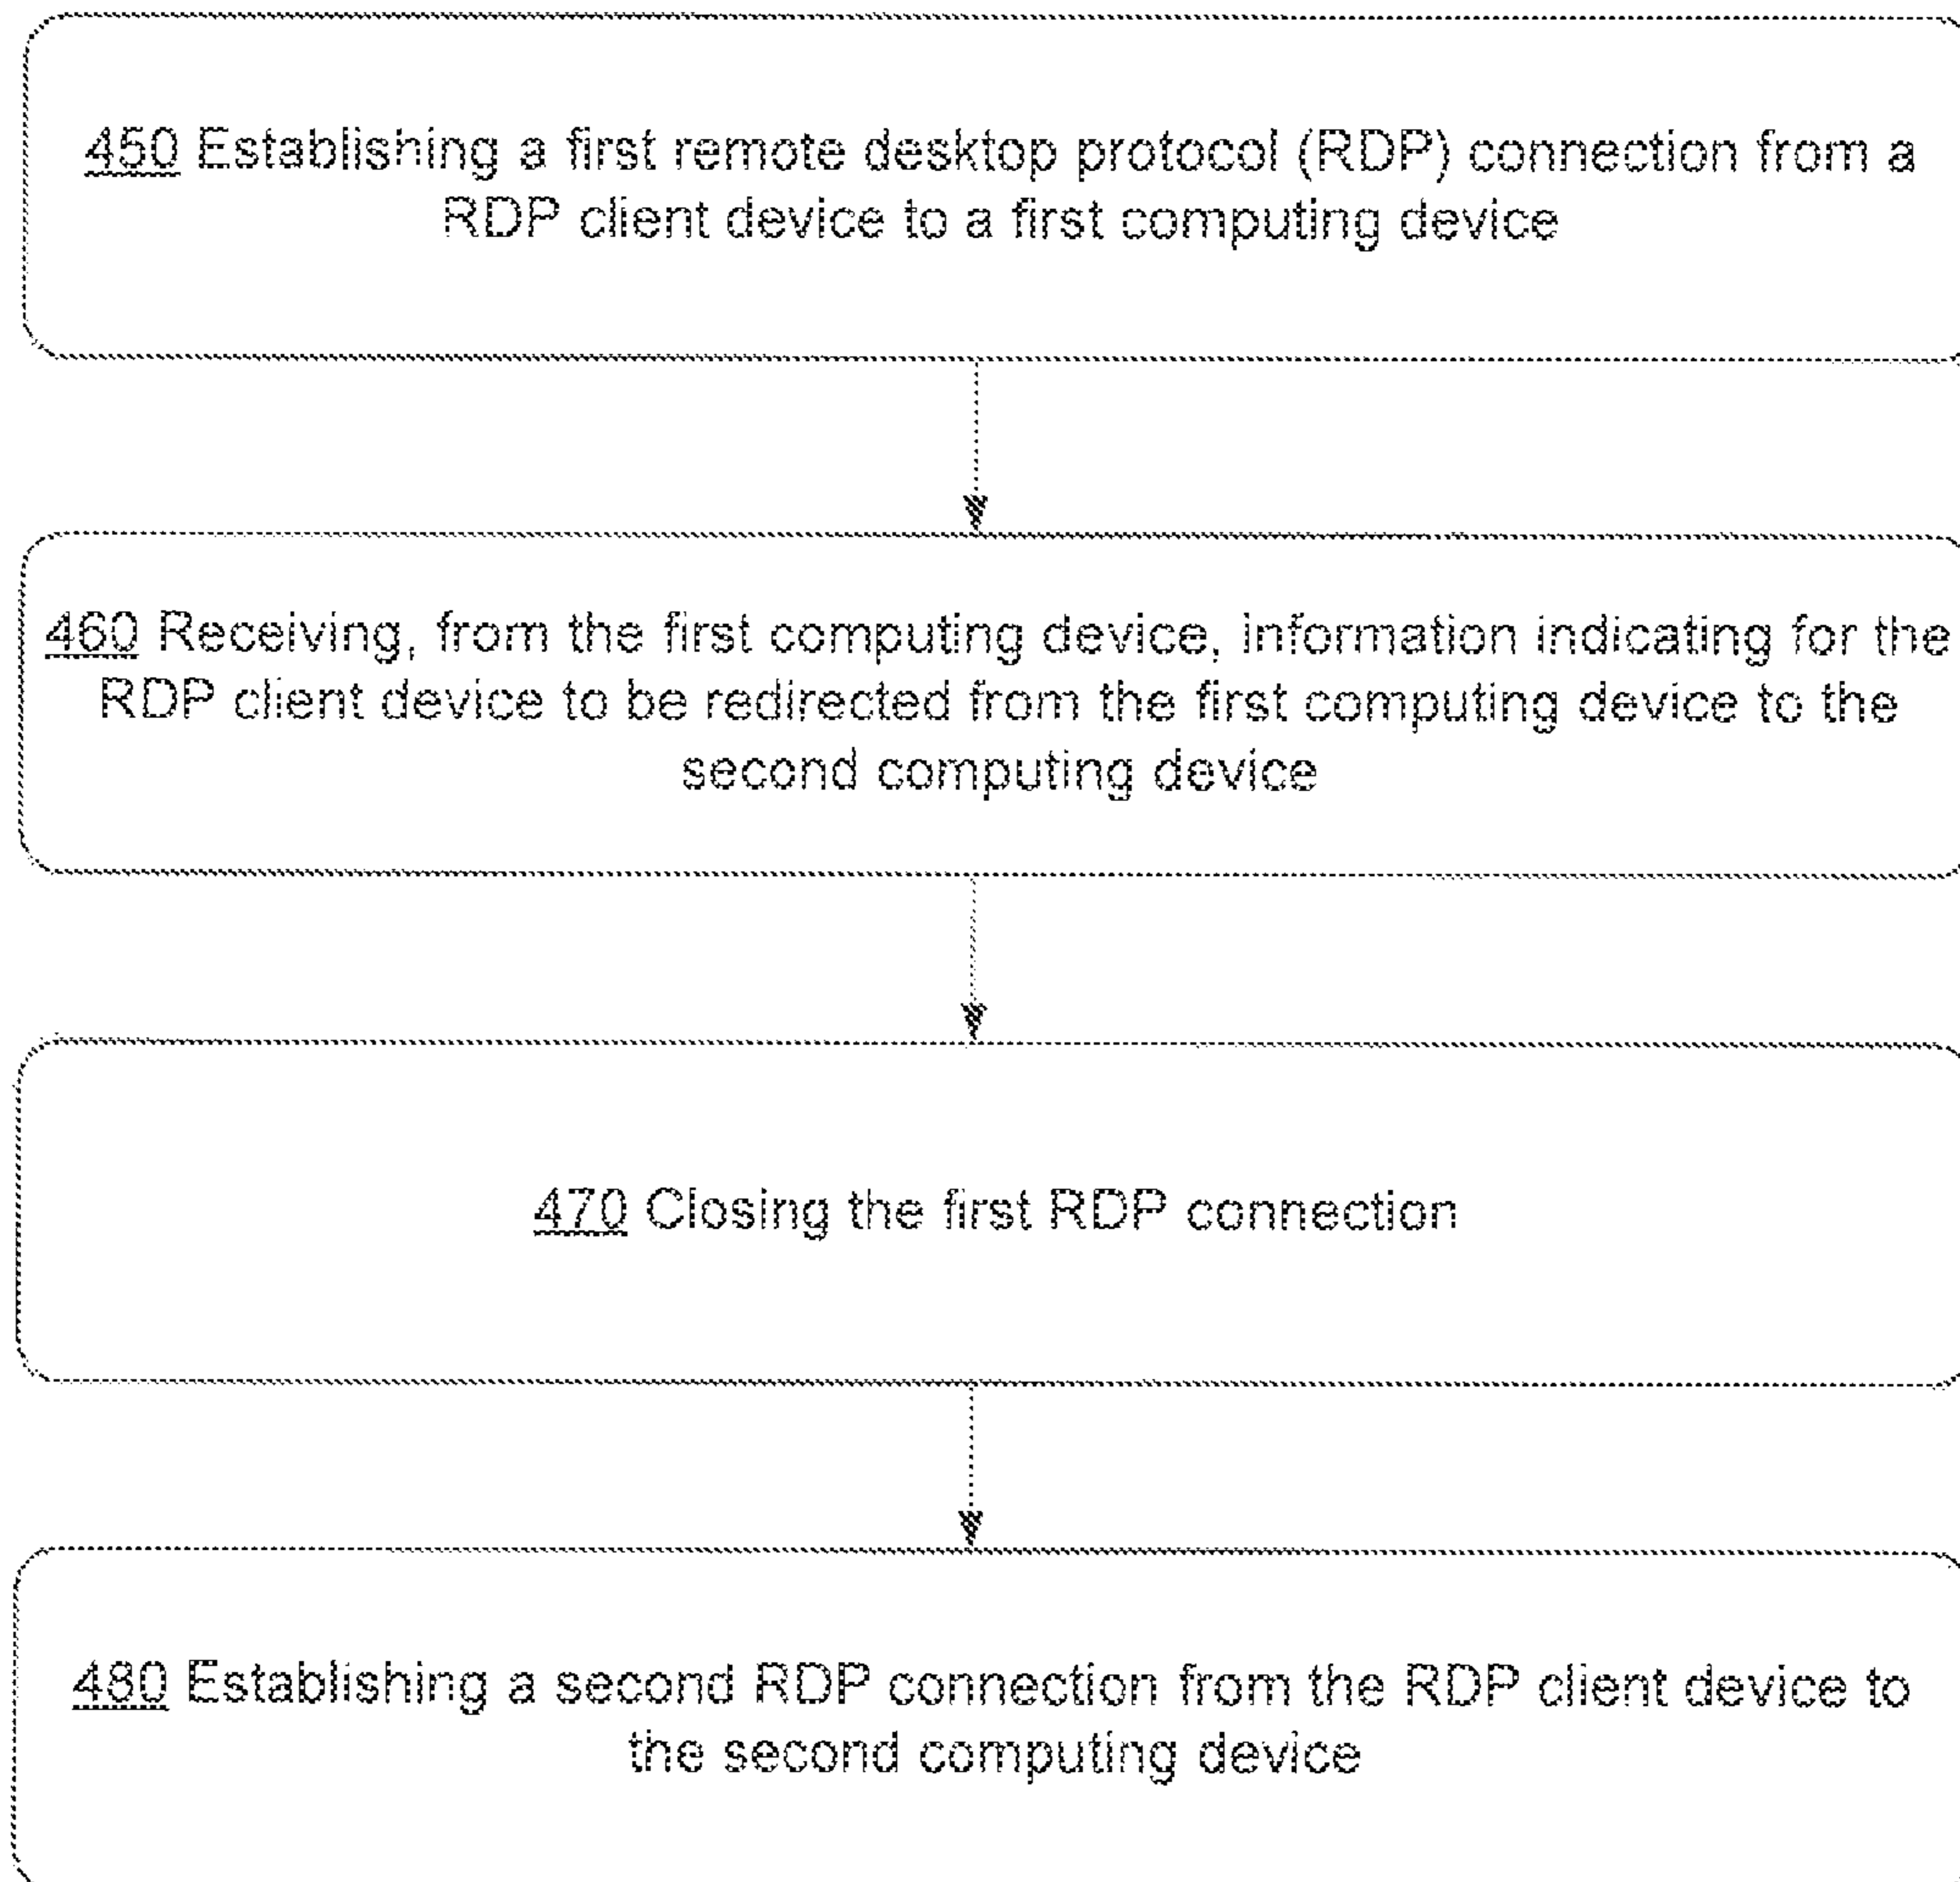 450 Establishing a first remote desktop protocol (RDP) connection from a
RDP client device to a first computing device
460 Receiving, from the first computing device, information indicating for the
RDP client device to be redirected from the first computing device to the
second computing device
470 Closing the first RDP connection
480 Establishing a second RDP connection from the RDP client device to
the second computing device